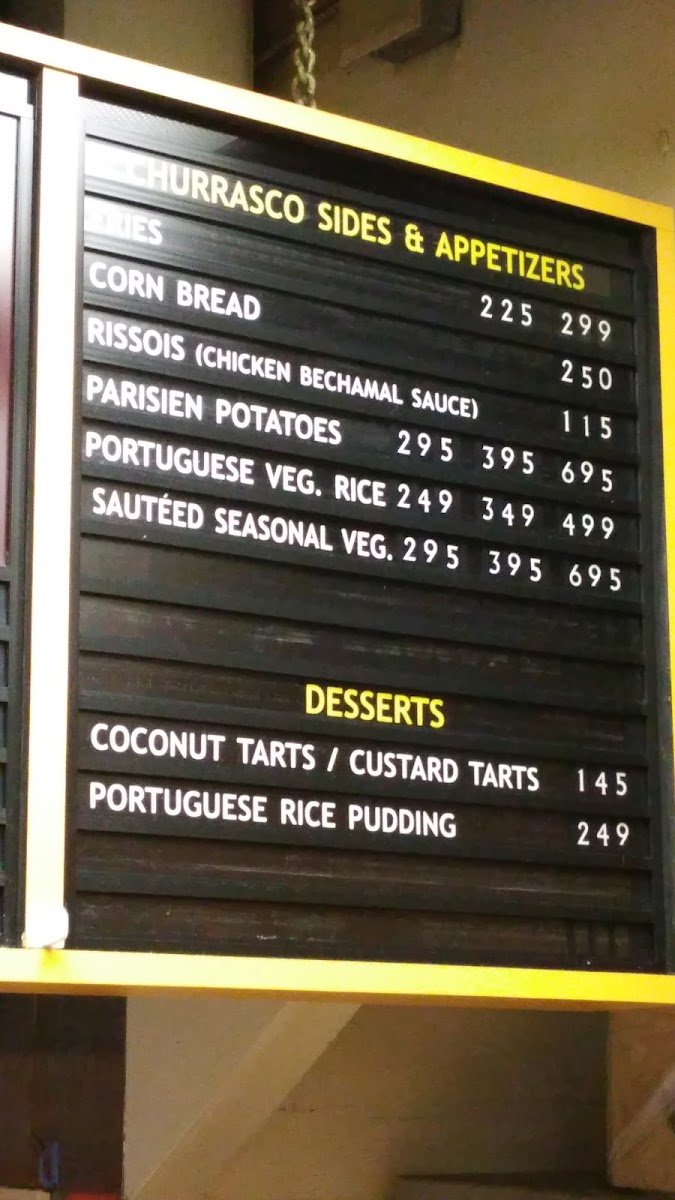 CHURRASCO SIDES & APPETIZERS
FRIES 225 299
CORN BREAD 250
RISSOIS (CHICKEN BECHAMAL SAUCE) 115
PARISIEN POTATOES 295 395 695
PORTUGUESE VEG. RICE 249 349 499
SAUTÉED SEASONAL VEG. 295 395 695
DESSERTS
COCONUT TARTS / CUSTARD TARTS 145
PORTUGUESE RICE PUDDING 249